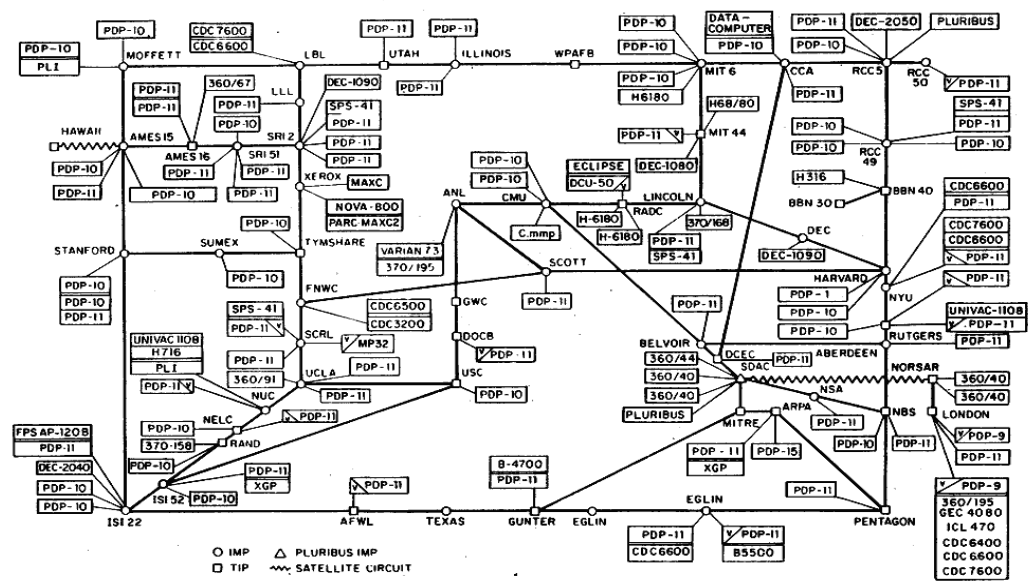 PDP-10
CDC7600
CDC6600
PDP-11
PDP-11
PDP-10
DATA-
COMPUTER
PDP-10
PDP-11
DEC-2050
PLURIBUS
PDP-10
PLI
MOFFETT
LBL
UTAH
ILLINOIS
WPAFB
PDP-10
PDP-10
H6180
MIT 6
CCA
PDP-10
RCC 5
RCC
50
PDP-11
PDP-11
PDP-11
360/67
LLL
DEC-1090
PDP-11
PDP-11
SPS-41
PDP-11
H68/80
SPS-41
PDP-11
HAWAII
AMES 15
PDP-10
SRI 2
PDP-11
PDP-11
PDP-11
MIT 44
PDP-10
PDP-10
PDP-10
RCC
49
AMES 16
SRI 51
PDP-10
PDP-11
PDP-11
PDP-11
PDP-11
PDP-10
XEROX
MAXC
PDP-10
PDP-10
ECLIPSE
DCU-50
DEC-1080
H316
BBN 40
BBN 30
CDC6600
PDP-11
NOVA-800
PARC-MAXC2
ANL
CMU
RADC
LINCOLN
H-6180
H-6180
370/168
C.mmp
PDP-10
VARIAN 73
370/195
PDP-11
SPS-41
DEC
DEC-1090
CDC7600
CDC6600
PDP-11
STANFORD
SUMEX
TYMSHARE
SCOTT
HARVARD
PDP-10
PDP-10
PDP-11
PDP-10
FNWC
PDP-11
PDP-1
PDP-10
PDP-10
NYU
PDP-11
SPS-41
PDP-11
CDC6500
CDC3200
GWC
PDP-11
UNIVAC-1108
PDP-11
UNIVAC 1108
H716
PLI
PDP-11
SCRL
MP32
DOCB
BELVOIR
ABERDEEN
RUTGERS
PDP-11
PDP-11
360/91
UCLA
PDP-11
PDP-11
PDP-11
USC
360/44
360/40
360/40
DCEC
PDP-11
SDAC
NORSAR
360/40
360/40
PDP-11
NUC
PDP-10
PLURIBUS
NSA
NELC
PDP-11
MITRE
ARPA
PDP-11
NBS
LONDON
FPS AP-120B
PDP-11
DEC-2040
PDP-10
PDP-10
PDP-10
370-158
RAND
PDP-10
PDP-11
XGP
PDP-15
PDP-10
PDP-11
PDP-9
PDP-11
PDP-11
XGP
PDP-10
ISI 52
B-4700
PDP-11
PDP-11
PDP-11
EGLIN
PDP-9
360/195
GEC 4080
ICL 470
CDC6400
CDC6600
CDC7600
ISI 22
AFWL
TEXAS
GUNTER
EGLIN
PENTAGON
PDP-11
CDC6600
PDP-11
B5500
IMP
PLURIBUS IMP
TIP
SATELLITE CIRCUIT